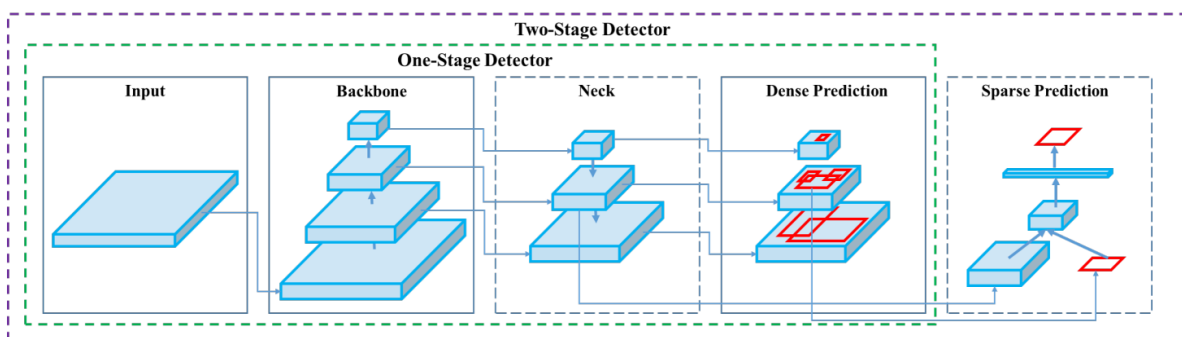 Two-Stage Detector
One-Stage Detector
Input
Backbone
Neck
Dense Prediction
Sparse Prediction